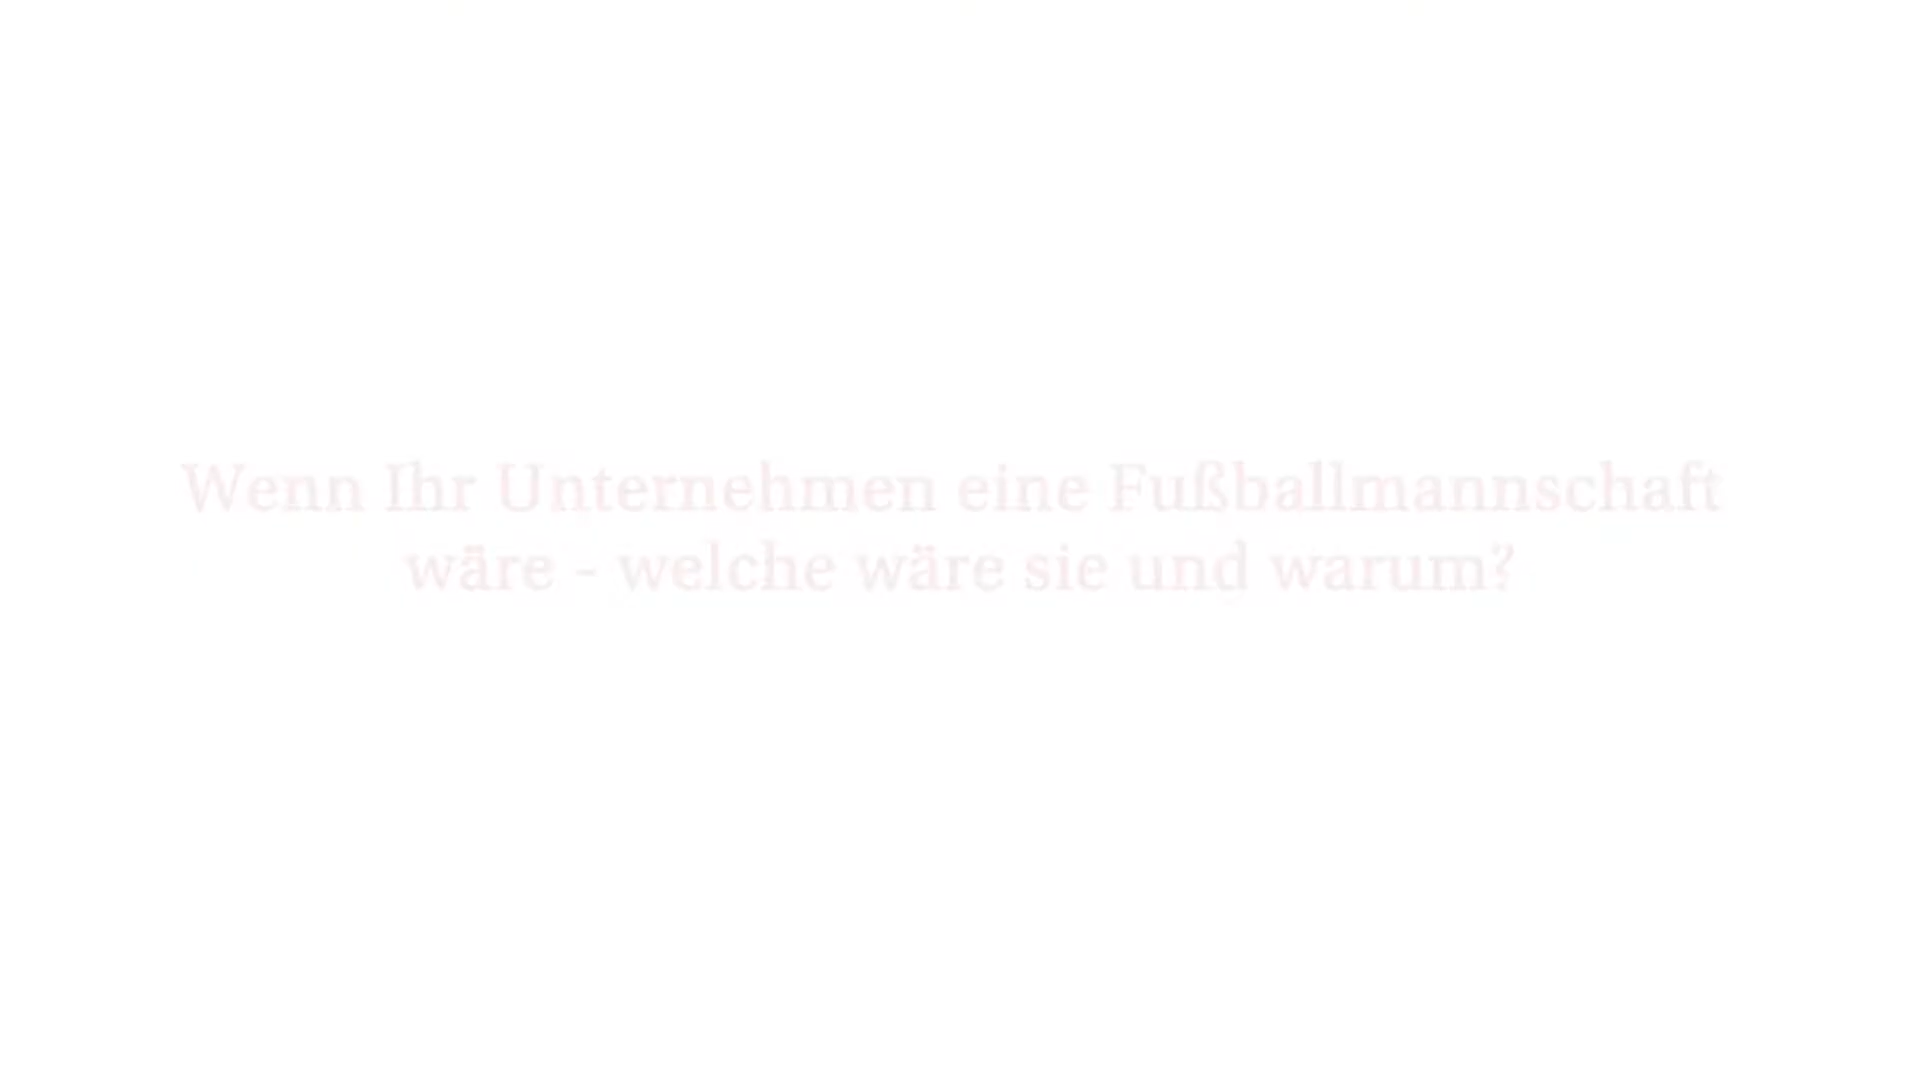 Wenn Ihr Unternehmen eine Fußballmannschaft
wäre - welche wäre sie und warum?